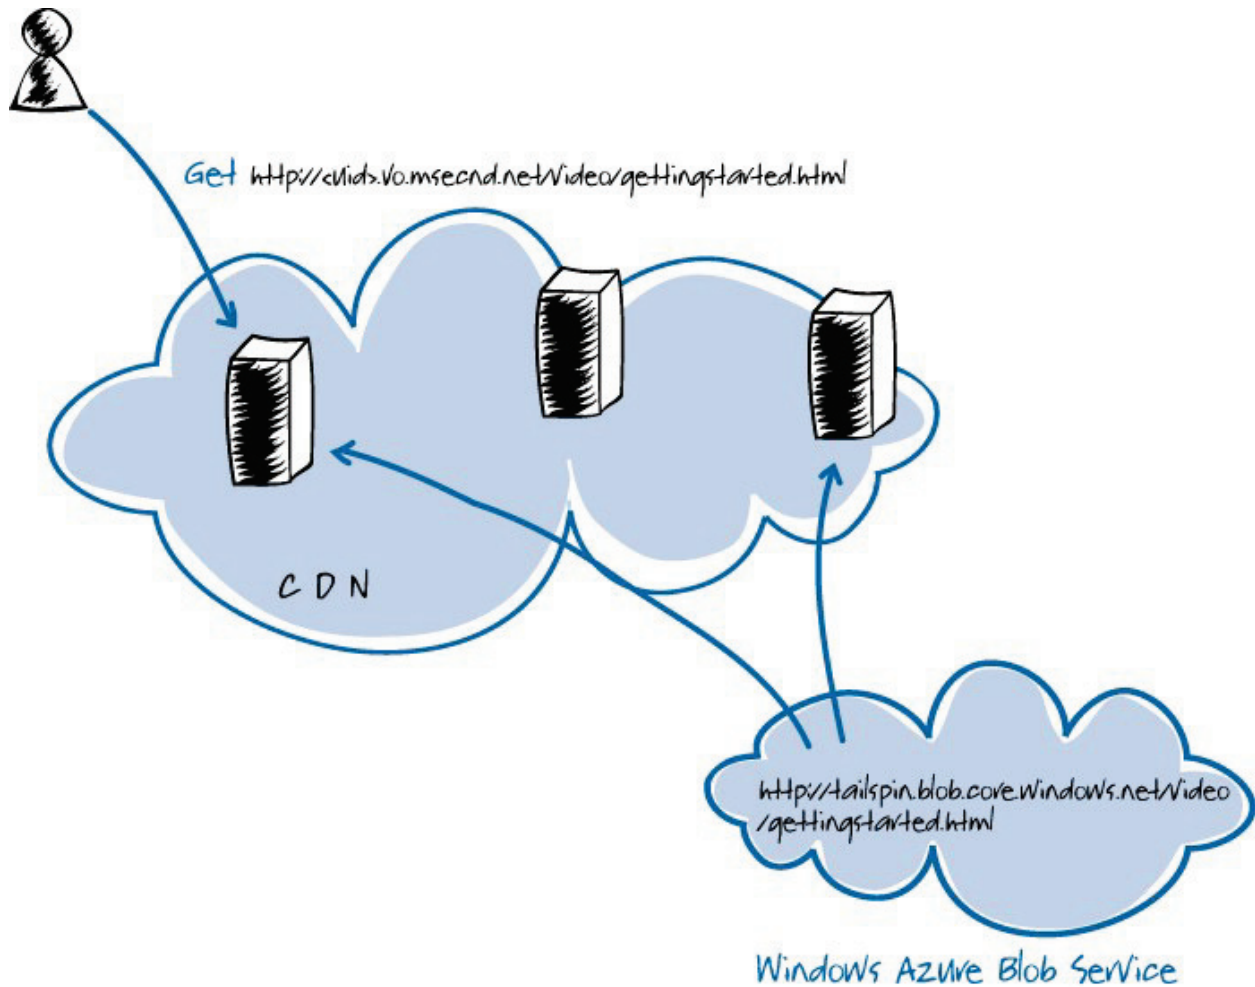 Get http://<uid>.vo.msecnd.net/video/gettingstarted.html
CDN
http://tailspin.blob.core.windows.net/video
/gettingstarted.html
Windows Azure Blob Service